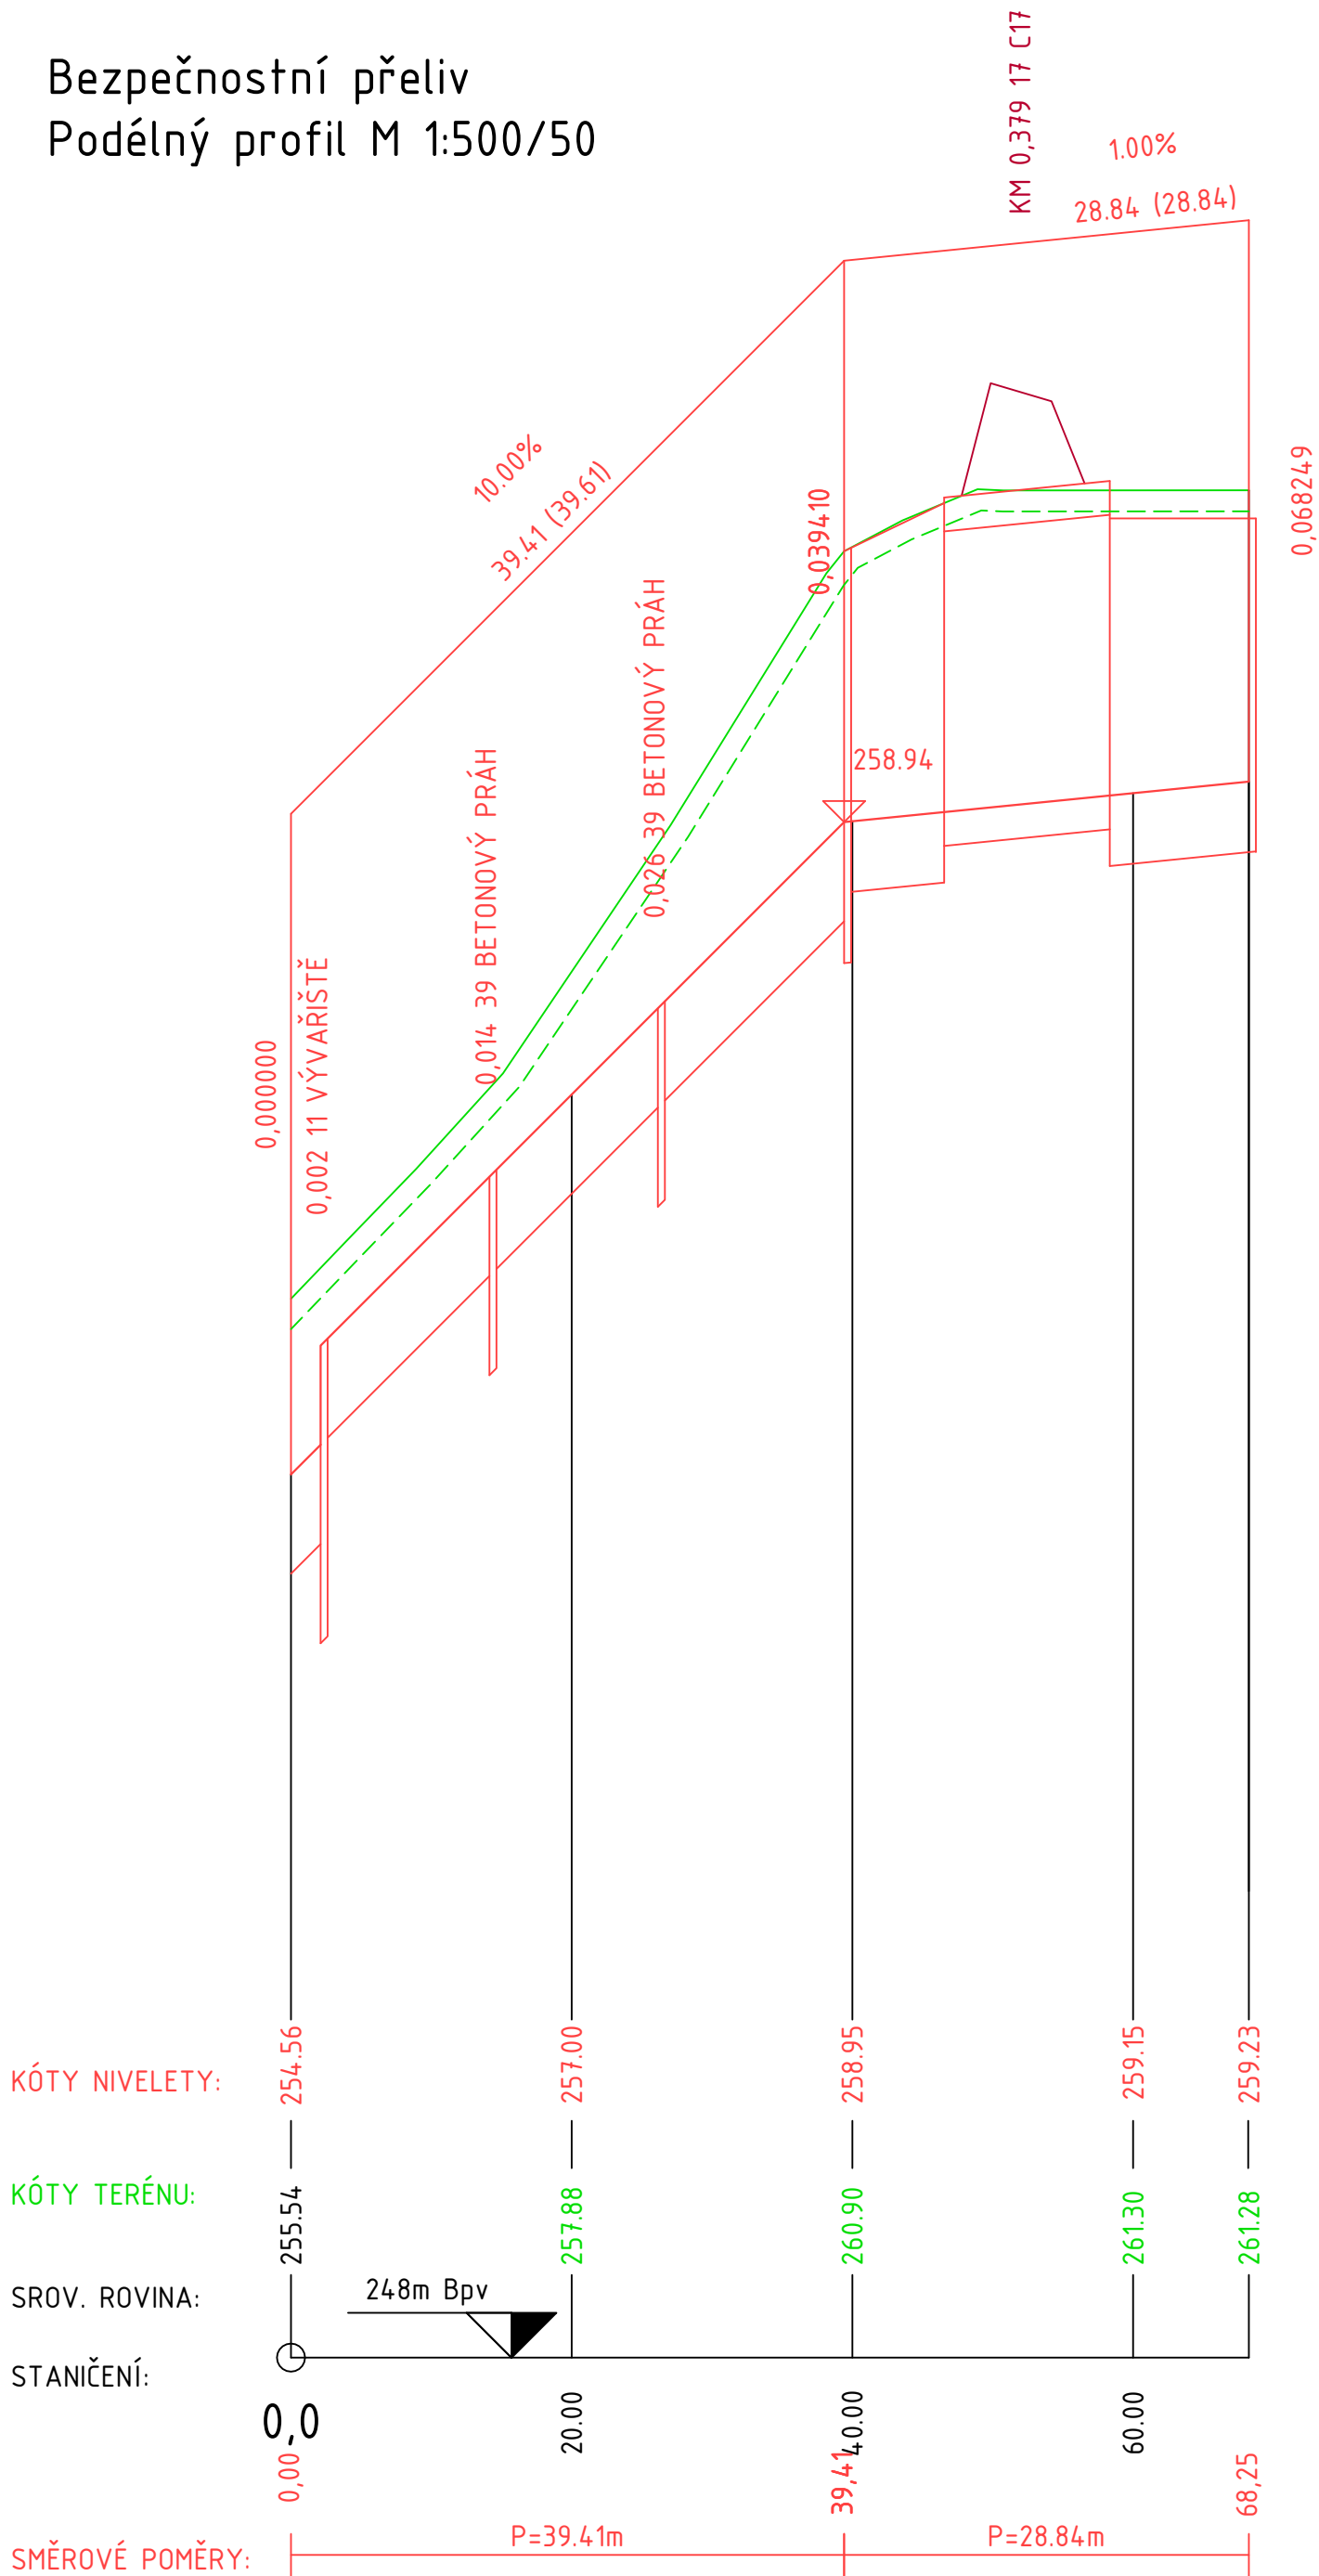 Bezpečnostní přeliv
Podélný profil M 1:500/50
KM 0,379 17 C17
1.00%
28.84 (28.84)
10.00%
39.41 (39.61)
0,039410
0,068249
0,026 39 BETONOVÝ PRÁH
258.94
0,014 39 BETONOVÝ PRÁH
0,002 11 VÝVAŘIŠTĚ
0,000000
KÓTY NIVELETY: 254.56 257.00 258.95 259.15 259.23
KÓTY TERÉNU: 255.54 257.88 260.90 261.30 261.28
SROV. ROVINA: 248m Bpv
STANIČENÍ:
0,0 20.00 40.00 60.00
0,00 39,41 68,25
SMĚROVÉ POMĚRY: P=39.41m P=28.84m